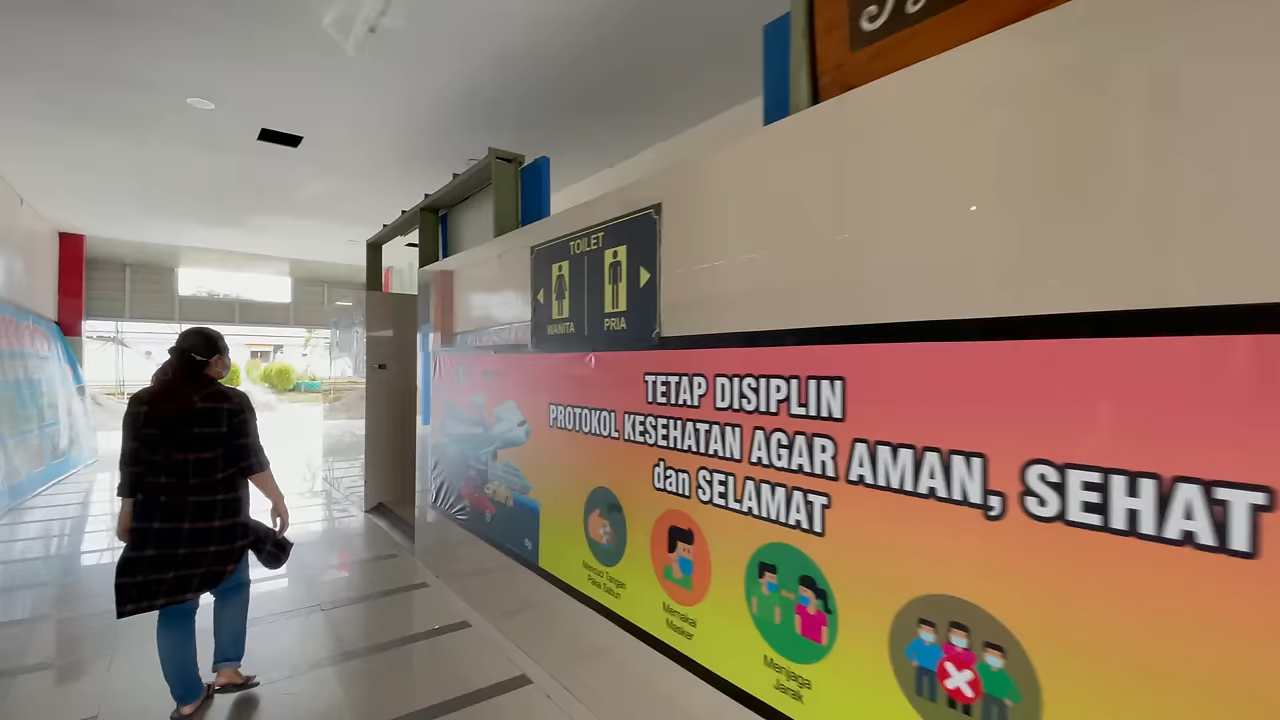 TOILET
WANITA
PRIA
TETAP DISIPLIN
PROTOKOL KESEHATAN AGAR AMAN, SEHAT
dan SELAMAT
Mencuci Tangan
Pakai Sabun
Memakai
Masker
Menjaga
Jarak